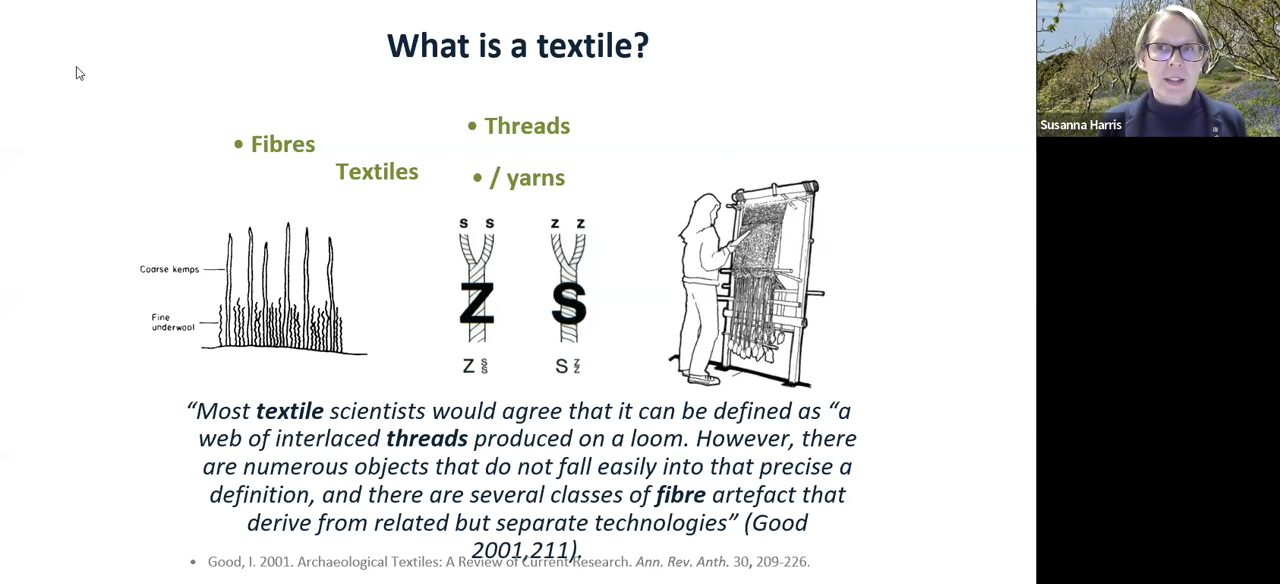 What is a textile?
• Fibres
Textiles
• Threads
• / yarns
Coarse kemps
Fine
underwool
S S
Z
Z S S
Z Z
S
S Z Z
“Most textile scientists would agree that it can be defined as “a
web of interlaced threads produced on a loom. However, there
are numerous objects that do not fall easily into that precise a
definition, and there are several classes of fibre artefact that
derive from related but separate technologies” (Good
2001,211).
• Good, I. 2001. Archaeological Textiles: A Review of Current Research. Ann. Rev. Anth. 30, 209-226.
Susanna Harris